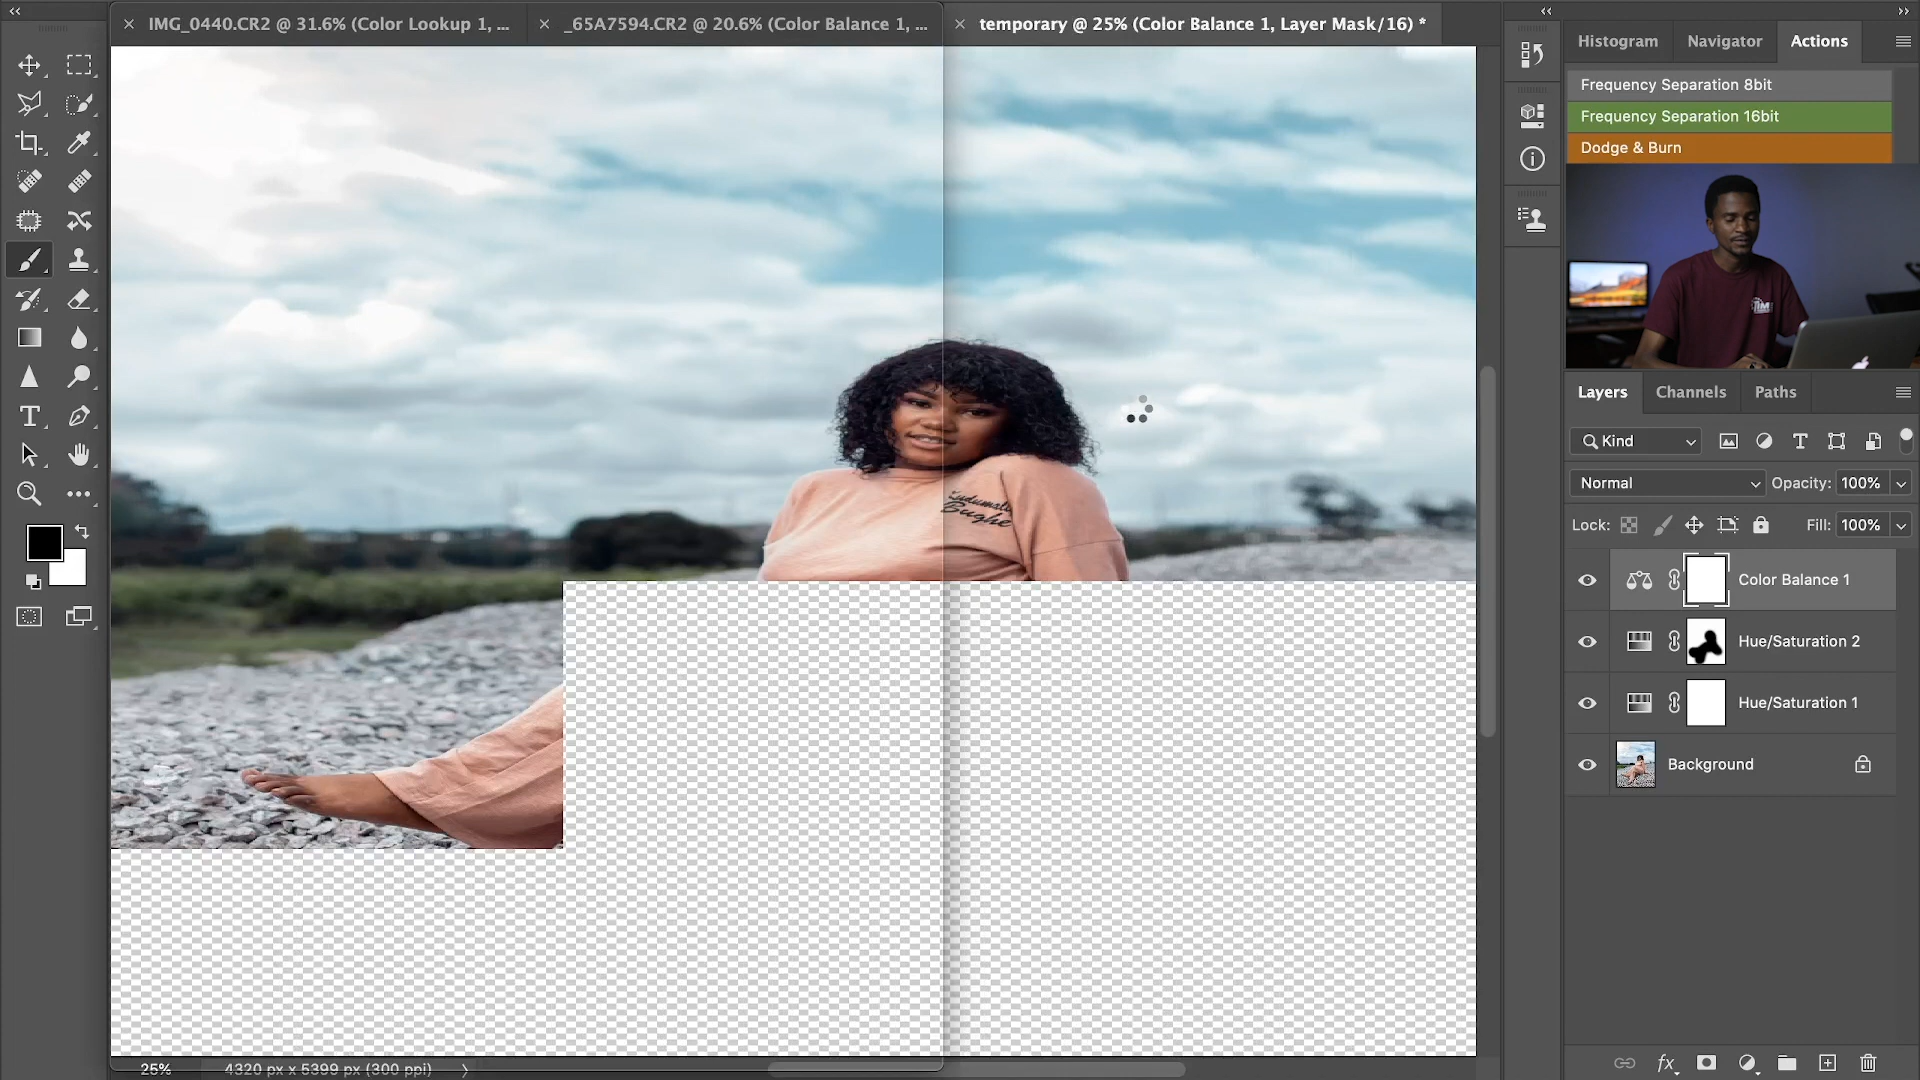 IMG_0440.CR2 @ 31.6% (Color Lookup 1, ...
_65A7594.CR2 @ 20.6% (Color Balance 1, ...
temporary @ 25% (Color Balance 1, Layer Mask/16) *
Histogram
Navigator
Actions
Frequency Separation 8bit
Frequency Separation 16bit
Dodge & Burn
Layers
Channels
Paths
Kind
Normal
Opacity: 100%
Lock:
Fill: 100%
Color Balance 1
Hue/Saturation 2
Hue/Saturation 1
Background
25%
4320 px x 5399 px (300 ppi)